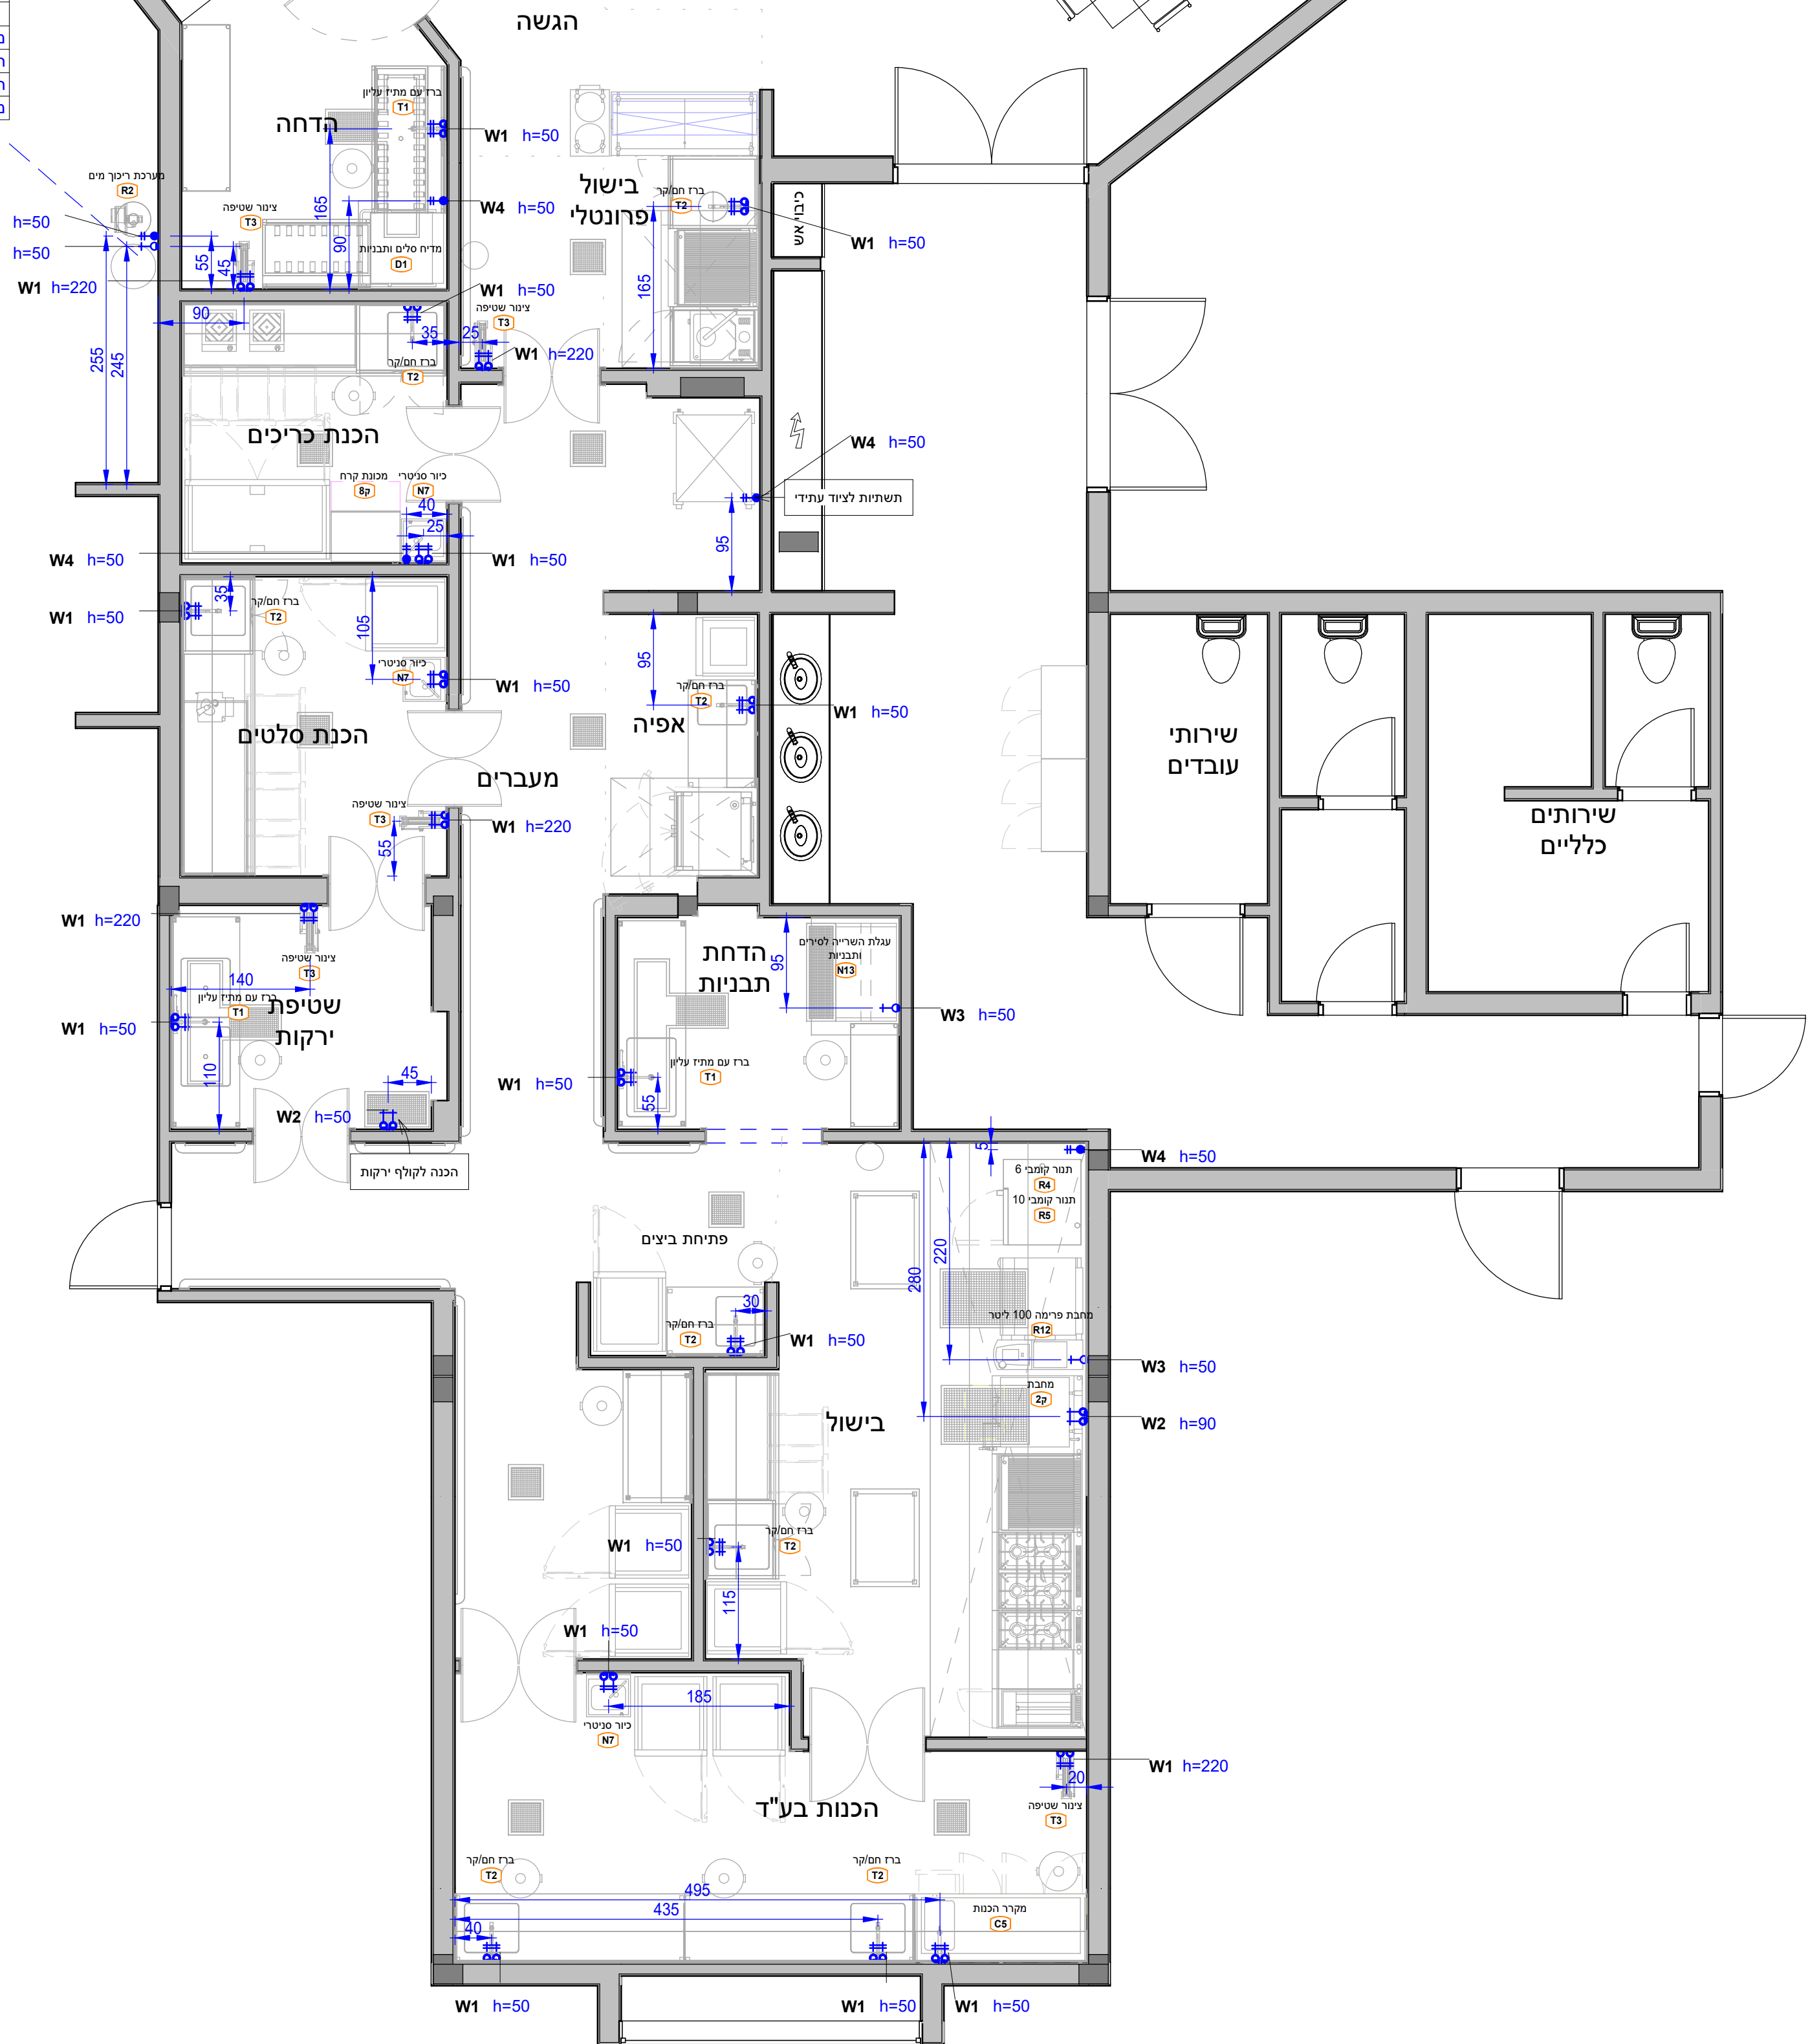 הגשה
ברז עם מתיז עליון
T1
הדחה
W1 h=50
מערכת ריכוך מים
R2
צינור שטיפה
T3
165
90
W4 h=50
מדיח סלים ותבניות
D1
h=50
h=50
55
45
W1 h=220
בישול
פרונטלי
ברז חם/קר
T2
165
כיבוי אש
W1 h=50
W1 h=50
צינור שטיפה
T3
90
35
25
W1 h=220
ברז חם/קר
T2
255
245
הכנת כריכים
W4 h=50
מכונת קרח
ק8
כיור סניטרי
N7
40
25
תשתיות לציוד עתידי
95
W4 h=50
W1 h=50
W1 h=50
35
ברז חם/קר
T2
105
כיור סניטרי
N7
W1 h=50
95
ברז חם/קר
T2
W1 h=50
אפיה
הכנת סלטים
מעברים
שירותי
עובדים
שירותים
כלליים
צינור שטיפה
T3
W1 h=220
55
W1 h=220
צינור שטיפה
T3
140
ברז עם מתיז עליון
T1
שטיפת
ירקות
W1 h=50
110
45
W2 h=50
הכנה לקולף ירקות
הדחת
תבניות
עגלת השרייה לסירים
ותבניות
N13
95
W3 h=50
ברז עם מתיז עליון
T1
W1 h=50
55
5
W4 h=50
תנור קומבי 6
R4
תנור קומבי 10
R5
פתיחת ביצים
220
280
30
ברז חם/קר
T2
W1 h=50
מחבת פרימה 100 ליטר
R12
W3 h=50
מחבת
ק2
W2 h=90
בישול
ברז חם/קר
T2
W1 h=50
115
W1 h=50
185
כיור סניטרי
N7
W1 h=220
20
צינור שטיפה
T3
הכנות בע"ד
ברז חם/קר
T2
ברז חם/קר
T2
495
435
40
מקרר הכנות
C5
W1 h=50
W1 h=50
W1 h=50